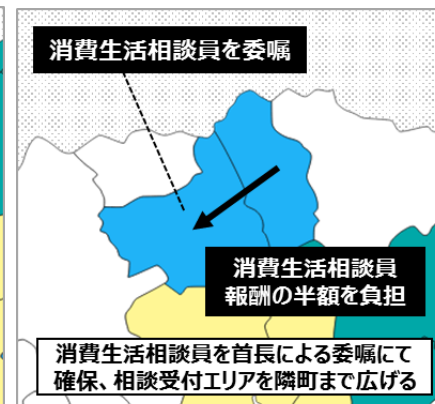 消費生活相談員を委嘱
消費生活相談員
報酬の半額を負担
消費生活相談員を首長による委嘱にて
確保、相談受付エリアを隣町まで広げる